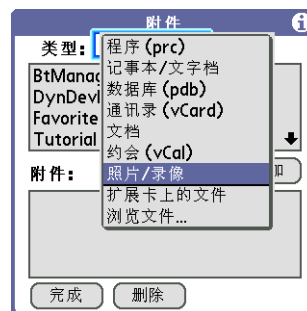 附件
类型:
程序 (prc)
记事本/文字档
数据库 (pdb)
通讯录 (vCard)
文档
约会 (vCal)
照片/录像
扩展卡上的文件
浏览文件...
BtManag
DynDevl
Favorite
Tutorial
附件:
完成
删除